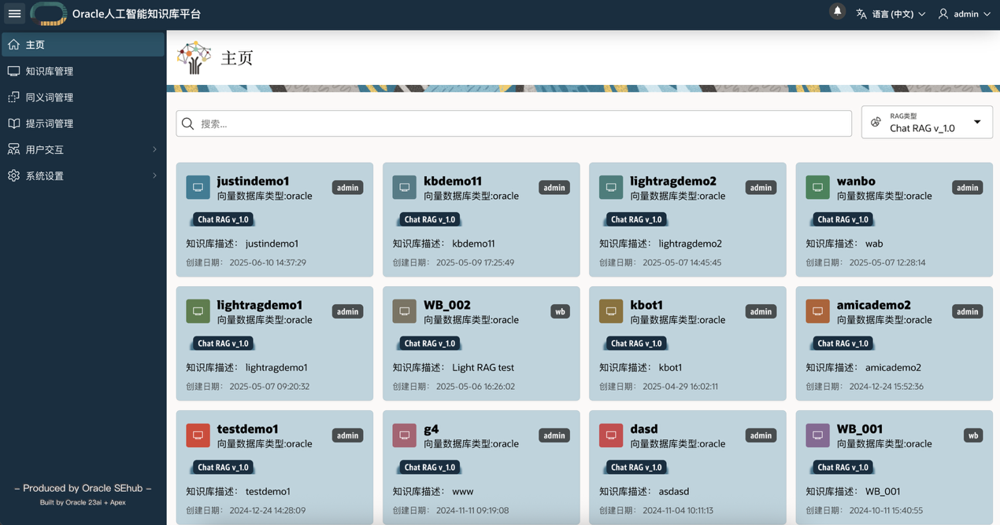 Oracle人工智能知识库平台
语言 (中文)
admin
主页
知识库管理
同义词管理
提示词管理
用户交互
系统设置
– Produced by Oracle SEhub –
Built by Oracle 23ai + Apex
主页
搜索...
RAG类型
Chat RAG v_1.0
justindemo1
向量数据库类型:oracle
admin
Chat RAG v_1.0
知识库描述： justindemo1
创建日期： 2025-06-10 14:37:29
kbdemo11
向量数据库类型:oracle
admin
Chat RAG v_1.0
知识库描述： kbdemo11
创建日期： 2025-05-09 17:25:49
lightragdemo2
向量数据库类型:oracle
admin
Chat RAG v_1.0
知识库描述： lightragdemo2
创建日期： 2025-05-07 14:45:45
wanbo
向量数据库类型:oracle
admin
Chat RAG v_1.0
知识库描述： wab
创建日期： 2025-05-07 12:28:14
lightragdemo1
向量数据库类型:oracle
admin
Chat RAG v_1.0
知识库描述： lightragdemo1
创建日期： 2025-05-07 09:20:32
WB_002
向量数据库类型:oracle
wb
Chat RAG v_1.0
知识库描述： Light RAG test
创建日期： 2025-05-06 16:26:02
kbot1
向量数据库类型:oracle
admin
Chat RAG v_1.0
知识库描述： kbot1
创建日期： 2025-04-29 16:02:11
amicademo2
向量数据库类型:oracle
admin
Chat RAG v_1.0
知识库描述： amicademo2
创建日期： 2024-12-24 15:52:36
testdemo1
向量数据库类型:oracle
admin
Chat RAG v_1.0
知识库描述： testdemo1
创建日期： 2024-12-24 14:28:09
g4
向量数据库类型:oracle
admin
Chat RAG v_1.0
知识库描述： www
创建日期： 2024-11-11 09:19:08
dasd
向量数据库类型:oracle
admin
Chat RAG v_1.0
知识库描述： asdasd
创建日期： 2024-11-04 10:11:13
WB_001
向量数据库类型:oracle
wb
Chat RAG v_1.0
知识库描述： WB_001
创建日期： 2024-10-11 15:40:55